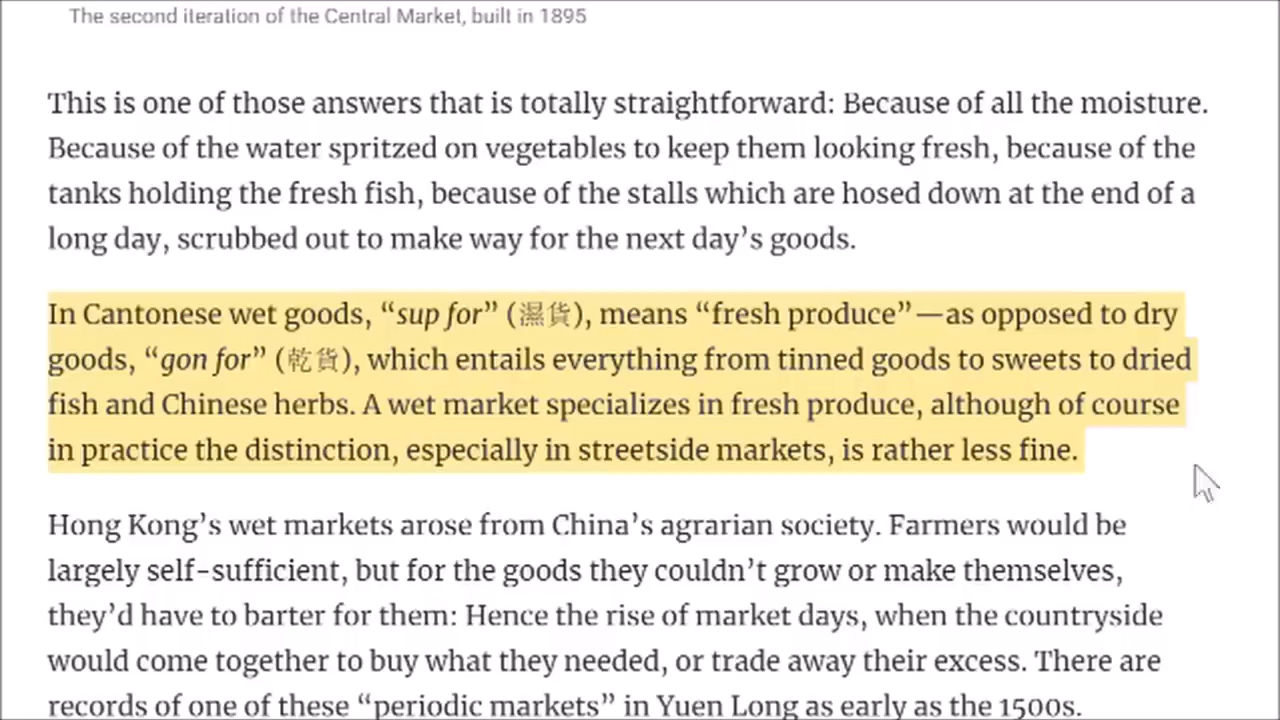 The second iteration of the Central Market, built in 1895
This is one of those answers that is totally straightforward: Because of all the moisture.
Because of the water spritzed on vegetables to keep them looking fresh, because of the
tanks holding the fresh fish, because of the stalls which are hosed down at the end of a
long day, scrubbed out to make way for the next day’s goods.
In Cantonese wet goods, “sup for” (濕貨), means “fresh produce”—as opposed to dry
goods, “gon for” (乾貨), which entails everything from tinned goods to sweets to dried
fish and Chinese herbs. A wet market specializes in fresh produce, although of course
in practice the distinction, especially in streetside markets, is rather less fine.
Hong Kong’s wet markets arose from China’s agrarian society. Farmers would be
largely self-sufficient, but for the goods they couldn’t grow or make themselves,
they’d have to barter for them: Hence the rise of market days, when the countryside
would come together to buy what they needed, or trade away their excess. There are
records of one of these “periodic markets” in Yuen Long as early as the 1500s.